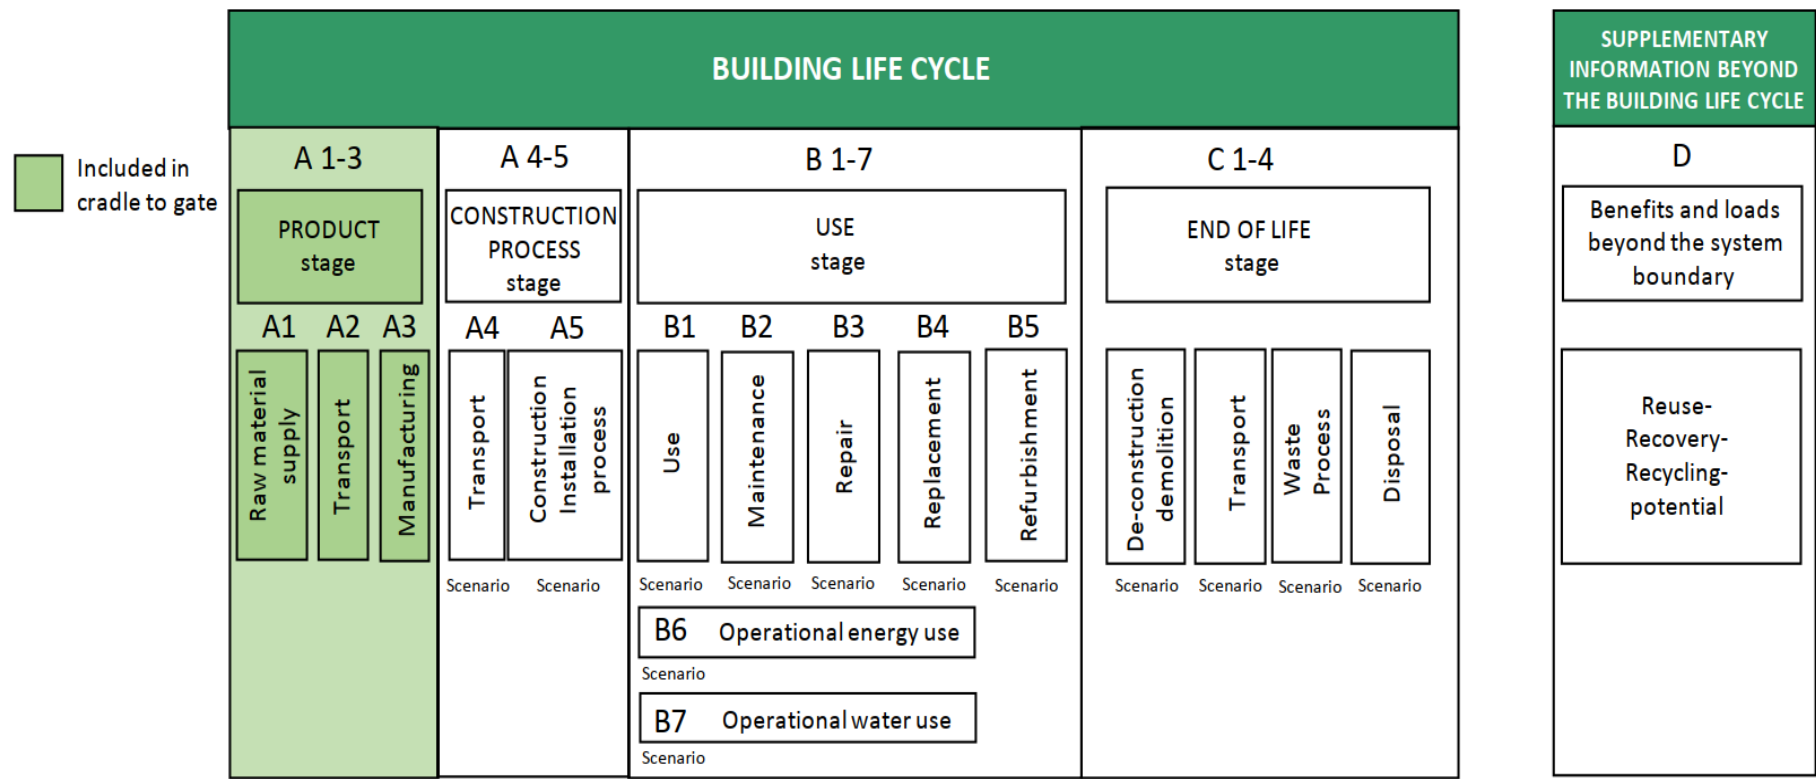 BUILDING LIFE CYCLE
SUPPLEMENTARY
INFORMATION BEYOND
THE BUILDING LIFE CYCLE
Included in
cradle to gate
A 1-3
A 4-5
B 1-7
C 1-4
D
PRODUCT
stage
CONSTRUCTION
PROCESS
stage
USE
stage
END OF LIFE
stage
Benefits and loads
beyond the system
boundary
A1
A2
A3
A4
A5
B1
B2
B3
B4
B5
Raw material
supply
Transport
Manufacturing
Transport
Construction
Installation
process
Use
Maintenance
Repair
Replacement
Refurbishment
De-construction
demolition
Transport
Waste
Process
Disposal
Reuse-
Recovery-
Recycling-
potential
Scenario
Scenario
Scenario
Scenario
Scenario
Scenario
Scenario
Scenario
Scenario
Scenario
Scenario
B6 Operational energy use
Scenario
B7 Operational water use
Scenario